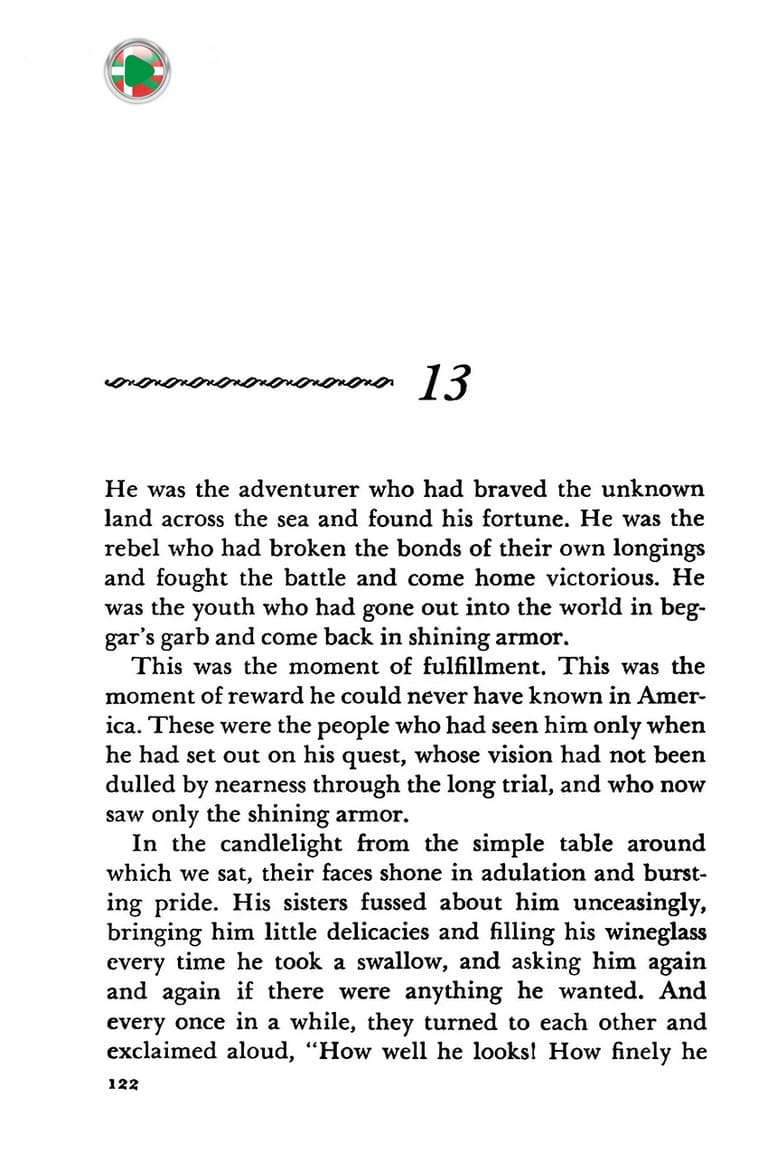 13
He was the adventurer who had braved the unknown
land across the sea and found his fortune. He was the
rebel who had broken the bonds of their own longings
and fought the battle and come home victorious. He
was the youth who had gone out into the world in beg-
gar's garb and come back in shining armor.
This was the moment of fulfillment. This was the
moment of reward he could never have known in Amer-
ica. These were the people who had seen him only when
he had set out on his quest, whose vision had not been
dulled by nearness through the long trial, and who now
saw only the shining armor.
In the candlelight from the simple table around
which we sat, their faces shone in adulation and burst-
ing pride. His sisters fussed about him unceasingly,
bringing him little delicacies and filling his wineglass
every time he took a swallow, and asking him again
and again if there were anything he wanted. And
every once in a while, they turned to each other and
exclaimed aloud, "How well he looks! How finely he
122